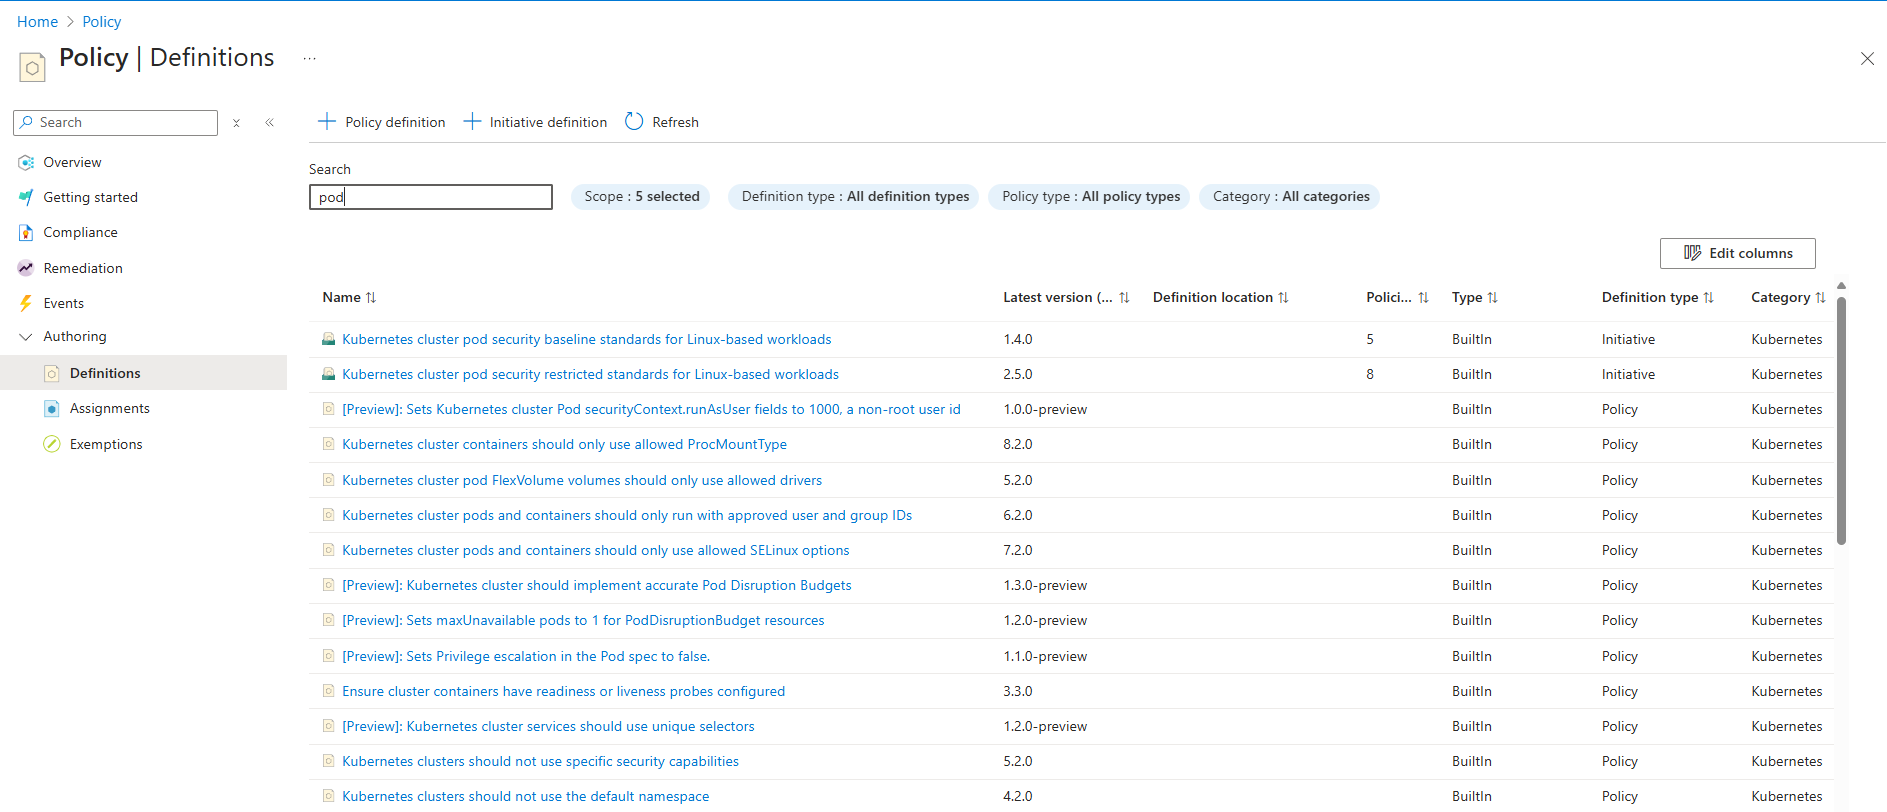 Home > Policy
Policy | Definitions ...
Search
Overview
Getting started
Compliance
Remediation
Events
Authoring
Definitions
Assignments
Exemptions
Policy definition Initiative definition Refresh
Search
pod
Scope : 5 selected
Definition type : All definition types
Policy type : All policy types
Category : All categories
Edit columns
Name Latest version (... Definition location Polici... Type Definition type Category
Kubernetes cluster pod security baseline standards for Linux-based workloads 1.4.0 5 BuiltIn Initiative Kubernetes
Kubernetes cluster pod security restricted standards for Linux-based workloads 2.5.0 8 BuiltIn Initiative Kubernetes
[Preview]: Sets Kubernetes cluster Pod securityContext.runAsUser fields to 1000, a non-root user id 1.0.0-preview BuiltIn Policy Kubernetes
Kubernetes cluster containers should only use allowed ProcMountType 8.2.0 BuiltIn Policy Kubernetes
Kubernetes cluster pod FlexVolume volumes should only use allowed drivers 5.2.0 BuiltIn Policy Kubernetes
Kubernetes cluster pods and containers should only run with approved user and group IDs 6.2.0 BuiltIn Policy Kubernetes
Kubernetes cluster pods and containers should only use allowed SELinux options 7.2.0 BuiltIn Policy Kubernetes
[Preview]: Kubernetes cluster should implement accurate Pod Disruption Budgets 1.3.0-preview BuiltIn Policy Kubernetes
[Preview]: Sets maxUnavailable pods to 1 for PodDisruptionBudget resources 1.2.0-preview BuiltIn Policy Kubernetes
[Preview]: Sets Privilege escalation in the Pod spec to false. 1.1.0-preview BuiltIn Policy Kubernetes
Ensure cluster containers have readiness or liveness probes configured 3.3.0 BuiltIn Policy Kubernetes
[Preview]: Kubernetes cluster services should use unique selectors 1.2.0-preview BuiltIn Policy Kubernetes
Kubernetes clusters should not use specific security capabilities 5.2.0 BuiltIn Policy Kubernetes
Kubernetes clusters should not use the default namespace 4.2.0 BuiltIn Policy Kubernetes